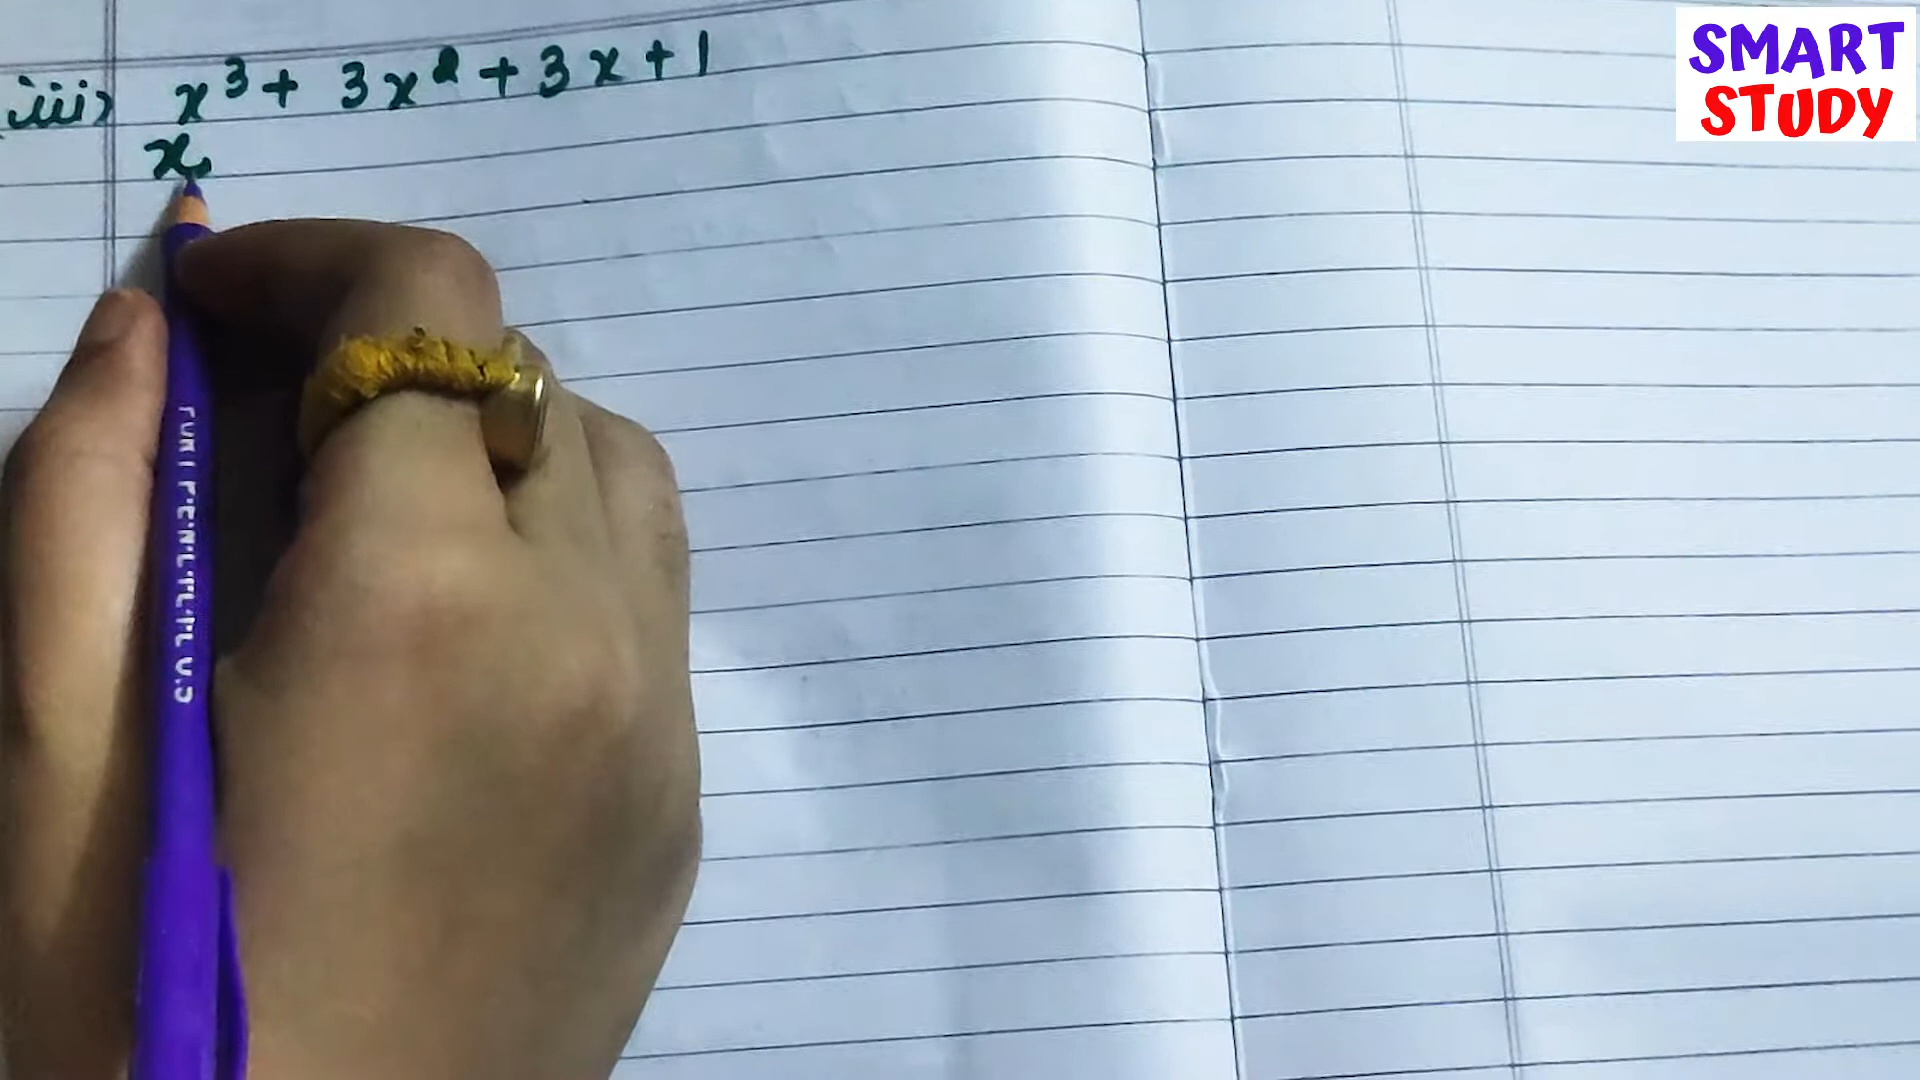 (iii) x³ + 3x² + 3x + 1
x
SMART
STUDY